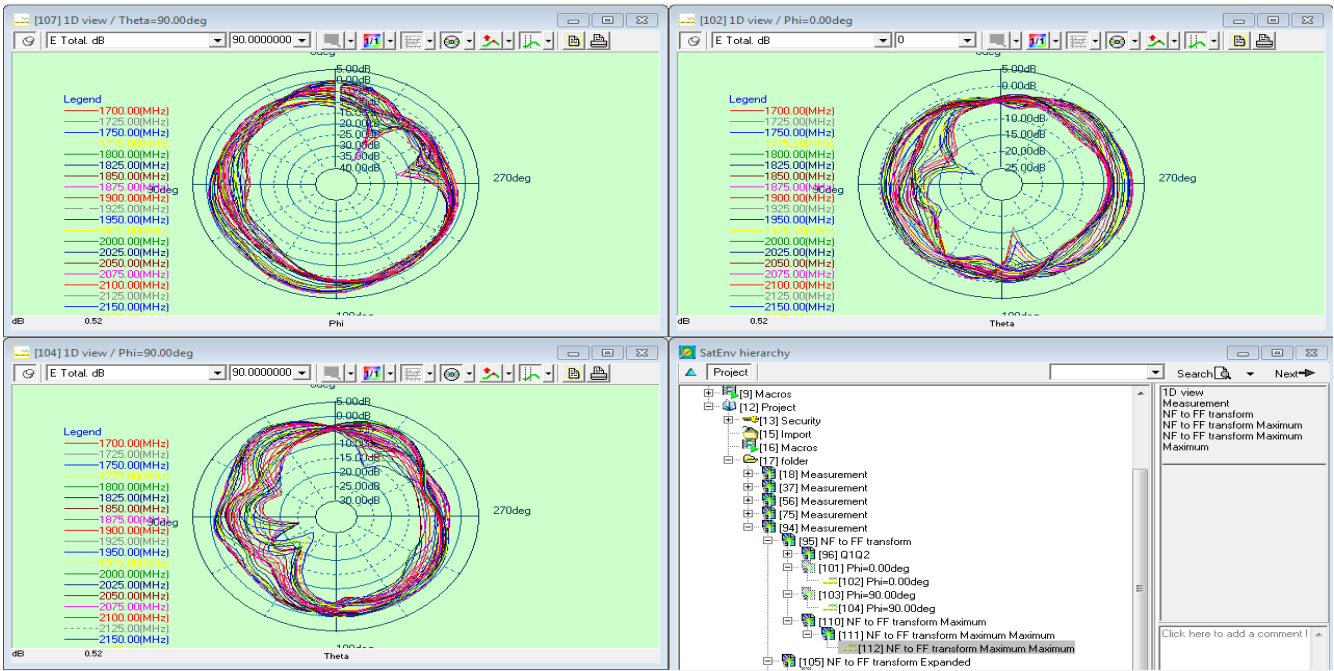 [107] 1D view / Theta=90.00deg
E Total. dB 90.0000000 1/1
0deg
5.00dB
0.00dB
10.00dB
15.00dB
20.00dB
25.00dB
30.00dB
35.00dB
40.00dB
Legend
1700.00(MHz)
1725.00(MHz)
1750.00(MHz)
1775.00(MHz)
1800.00(MHz)
1825.00(MHz)
1850.00(MHz)
1875.00(MHz)
1900.00(MHz)
1925.00(MHz)
1950.00(MHz)
1975.00(MHz)
2000.00(MHz)
2025.00(MHz)
2050.00(MHz)
2075.00(MHz)
2100.00(MHz)
2125.00(MHz)
2150.00(MHz)
90deg
270deg
180deg
dB 0.52 Phi
[102] 1D view / Phi=0.00deg
E Total. dB 0 1/1
0deg
5.00dB
0.00dB
10.00dB
15.00dB
20.00dB
25.00dB
Legend
1700.00(MHz)
1725.00(MHz)
1750.00(MHz)
1775.00(MHz)
1800.00(MHz)
1825.00(MHz)
1850.00(MHz)
1875.00(MHz)
1900.00(MHz)
1925.00(MHz)
1950.00(MHz)
1975.00(MHz)
2000.00(MHz)
2025.00(MHz)
2050.00(MHz)
2075.00(MHz)
2100.00(MHz)
2125.00(MHz)
2150.00(MHz)
90deg
270deg
180deg
dB 0.52 Theta
[104] 1D view / Phi=90.00deg
E Total. dB 90.0000000 1/1
0deg
5.00dB
0.00dB
10.00dB
15.00dB
20.00dB
25.00dB
30.00dB
Legend
1700.00(MHz)
1725.00(MHz)
1750.00(MHz)
1775.00(MHz)
1800.00(MHz)
1825.00(MHz)
1850.00(MHz)
1875.00(MHz)
1900.00(MHz)
1925.00(MHz)
1950.00(MHz)
1975.00(MHz)
2000.00(MHz)
2025.00(MHz)
2050.00(MHz)
2075.00(MHz)
2100.00(MHz)
2125.00(MHz)
2150.00(MHz)
90deg
270deg
180deg
dB 0.52 Theta
SatEnv hierarchy
Project Search Next
[9] Macros
[12] Project
[13] Security
[15] Import
[16] Macros
[17] folder
[18] Measurement
[37] Measurement
[56] Measurement
[75] Measurement
[94] Measurement
[95] NF to FF transform
[96] Q1Q2
[101] Phi=0.00deg
[102] Phi=0.00deg
[103] Phi=90.00deg
[104] Phi=90.00deg
[110] NF to FF transform Maximum
[111] NF to FF transform Maximum Maximum
[112] NF to FF transform Maximum Maximum
[105] NF to FF transform Expanded
1D view
Measurement
NF to FF transform
NF to FF transform Maximum
NF to FF transform Maximum
Maximum
Click here to add a comment !